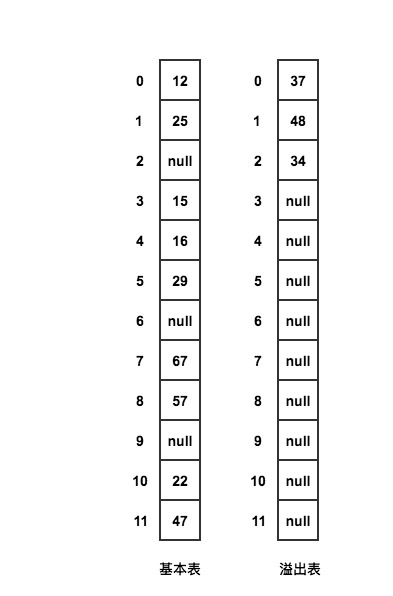 0 12 0 37
1 25 1 48
2 null 2 34
3 15 3 null
4 16 4 null
5 29 5 null
6 null 6 null
7 67 7 null
8 57 8 null
9 null 9 null
10 22 10 null
11 47 11 null
基本表 溢出表